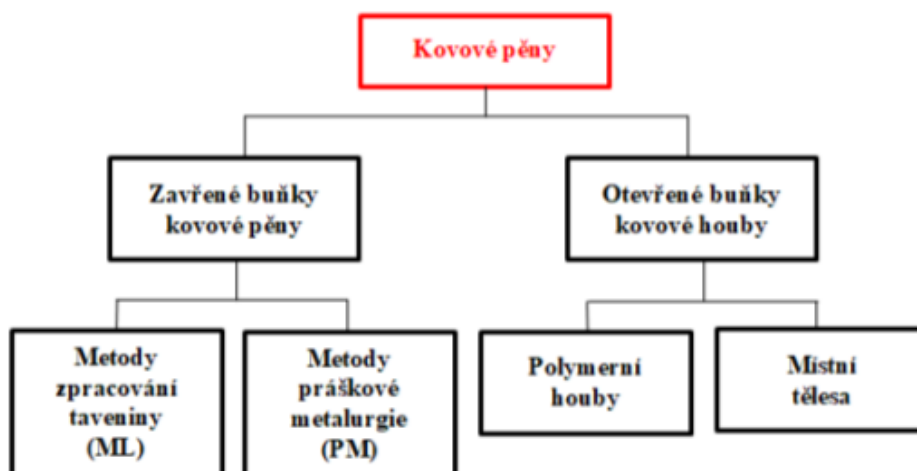 Kovové pěny
Zavřené buňky
kovové pěny
Otevřené buňky
kovové houby
Metody
zpracování
taveniny
(ML)
Metody
práškové
metalurgie
(PM)
Polymerní
houby
Místní
tělesa